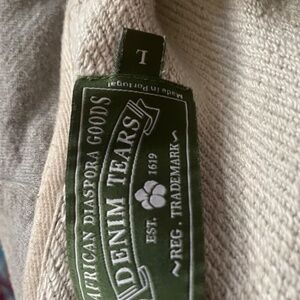 L
Made in Portugal
AFRICAN DIASPORA GOODS
DENIM TEARS
EST. 1619
~REG. TRADEMARK~